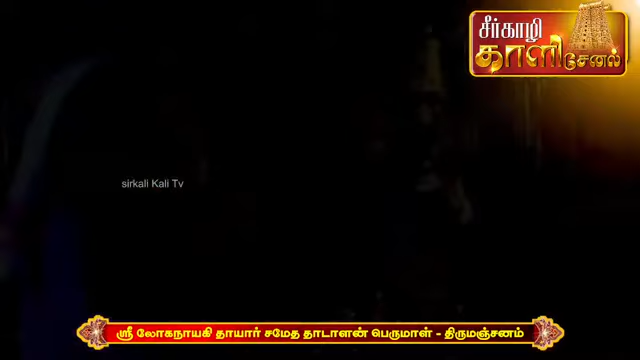 சீர்காழி
காளி சேனல்
sirkali Kali Tv
ஸ்ரீ லோகநாயகி தாயார் சமேத தாடாளன் பெருமாள் - திருமஞ்சனம்